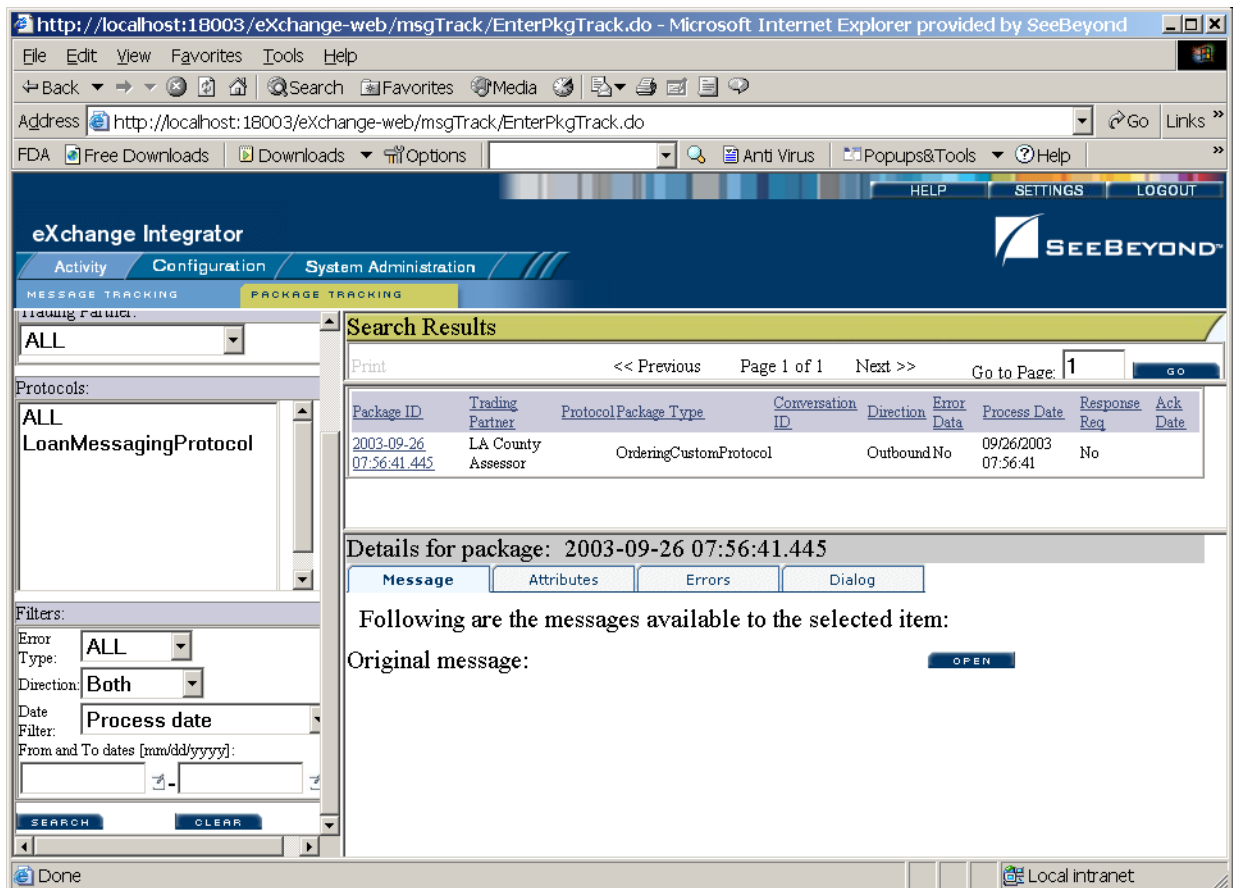 http://localhost:18003/eXchange-web/msgTrack/EnterPkgTrack.do - Microsoft Internet Explorer provided by SeeBeyond
File Edit View Favorites Tools Help
Back Search Favorites Media
Address http://localhost:18003/eXchange-web/msgTrack/EnterPkgTrack.do Go Links »
FDA Free Downloads Downloads Options Anti Virus Popups&Tools Help »
HELP SETTINGS LOGOUT
eXchange Integrator
SEEBEYOND
Activity Configuration System Administration
MESSAGE TRACKING PACKAGE TRACKING
Trading Partner:
ALL
Protocols:
ALL
LoanMessagingProtocol
Filters:
Error Type: ALL
Direction: Both
Date Filter: Process date
From and To dates [mm/dd/yyyy]:
-
SEARCH CLEAR
Search Results
Print << Previous Page 1 of 1 Next >> Go to Page: 1 GO
Package ID Trading Partner Protocol Package Type Conversation ID Direction Error Data Process Date Response Req Ack Date
2003-09-26 07:56:41.445 LA County Assessor OrderingCustomProtocol Outbound No 09/26/2003 07:56:41 No
Details for package: 2003-09-26 07:56:41.445
Message Attributes Errors Dialog
Following are the messages available to the selected item:
Original message: OPEN
Done Local intranet